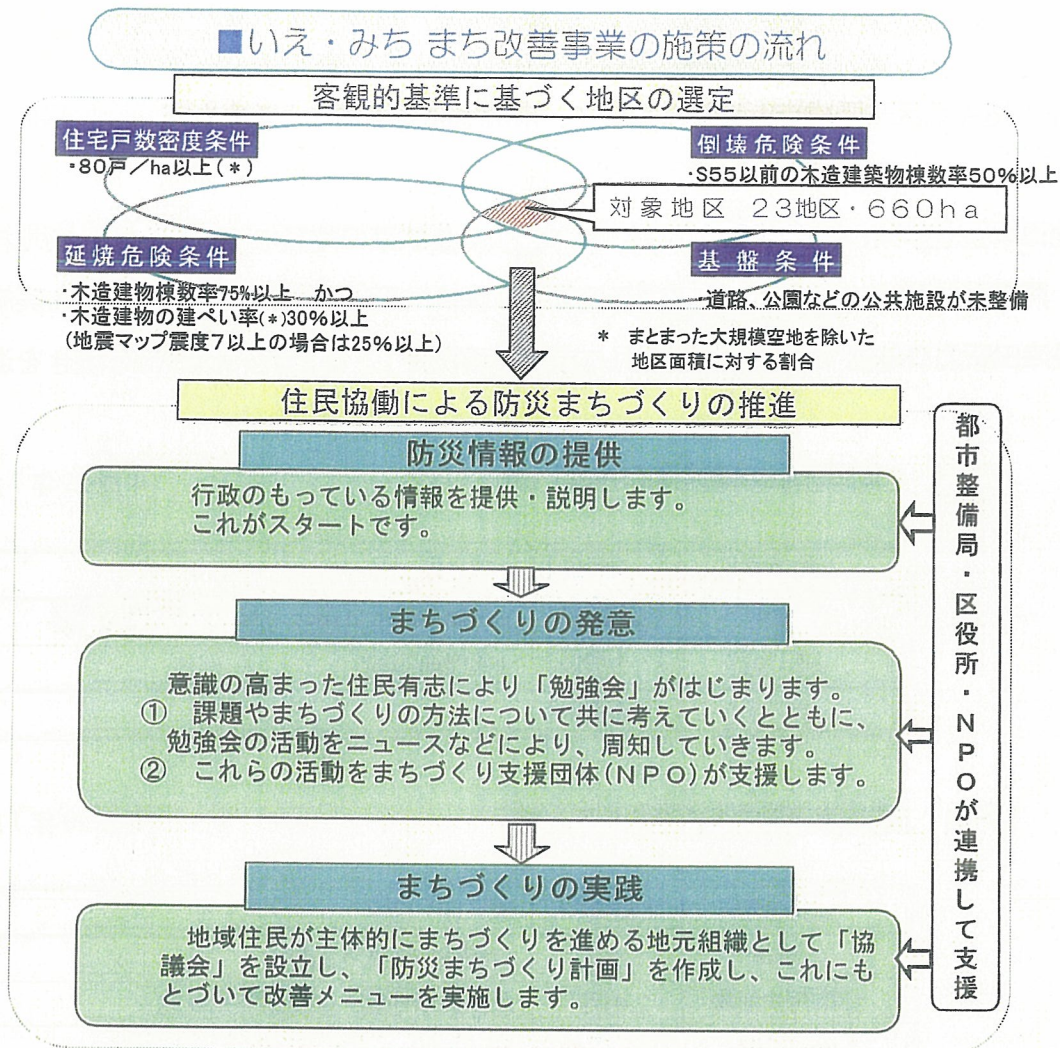 ■いえ・みち まち改善事業の施策の流れ
客観的基準に基づく地区の選定
住宅戸数密度条件
・80戸／ha以上(*)
倒壊危険条件
・S55以前の木造建築物棟数率50%以上
対象地区 23地区・660ha
延焼危険条件
・木造建物棟数率75%以上 かつ
・木造建物の建ぺい率(*)30%以上
(地震マップ震度7以上の場合は25%以上)
基盤条件
・道路、公園などの公共施設が未整備
* まとまった大規模空地を除いた
地区面積に対する割合
住民協働による防災まちづくりの推進
防災情報の提供
行政のもっている情報を提供・説明します。
これがスタートです。
まちづくりの発意
意識の高まった住民有志により「勉強会」がはじまります。
① 課題やまちづくりの方法について共に考えていくとともに、
勉強会の活動をニュースなどにより、周知していきます。
② これらの活動をまちづくり支援団体(NPO)が支援します。
まちづくりの実践
地域住民が主体的にまちづくりを進める地元組織として「協
議会」を設立し、「防災まちづくり計画」を作成し、これにも
とづいて改善メニューを実施します。
都市整備局・区役所・NPOが連携して支援